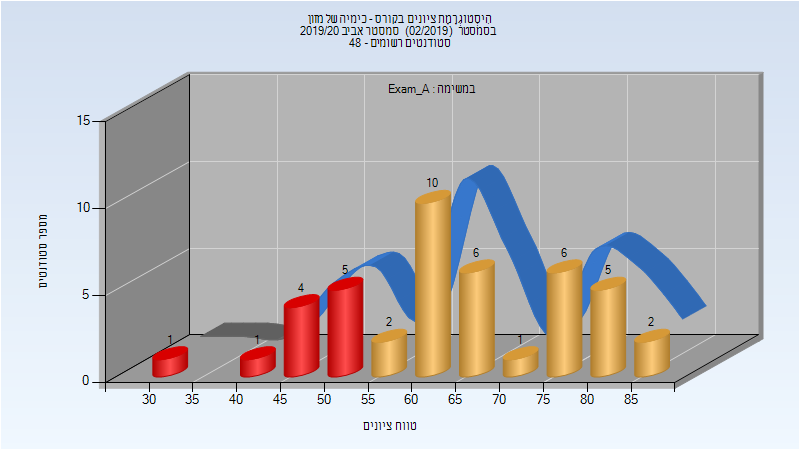 היסטוגרמת ציונים בקורס - כימיה של מזון
בסמסטר (02/2019) סמסטר אביב 2019/20
סטודנטים רשומים - 48
במשימה : Exam_A
מספר סטודנטים
15
10
5
0
1
1
4
5
2
10
6
1
6
5
2
30 35 40 45 50 55 60 65 70 75 80 85
טווח ציונים